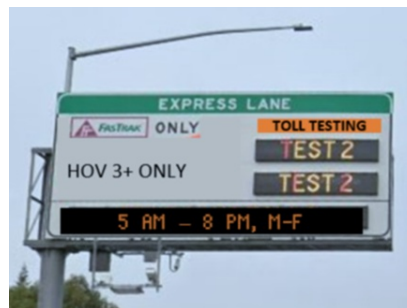 EXPRESS LANE
FASTRAK ONLY
TOLL TESTING
TEST 2
HOV 3+ ONLY
TEST 2
5 AM – 8 PM, M-F